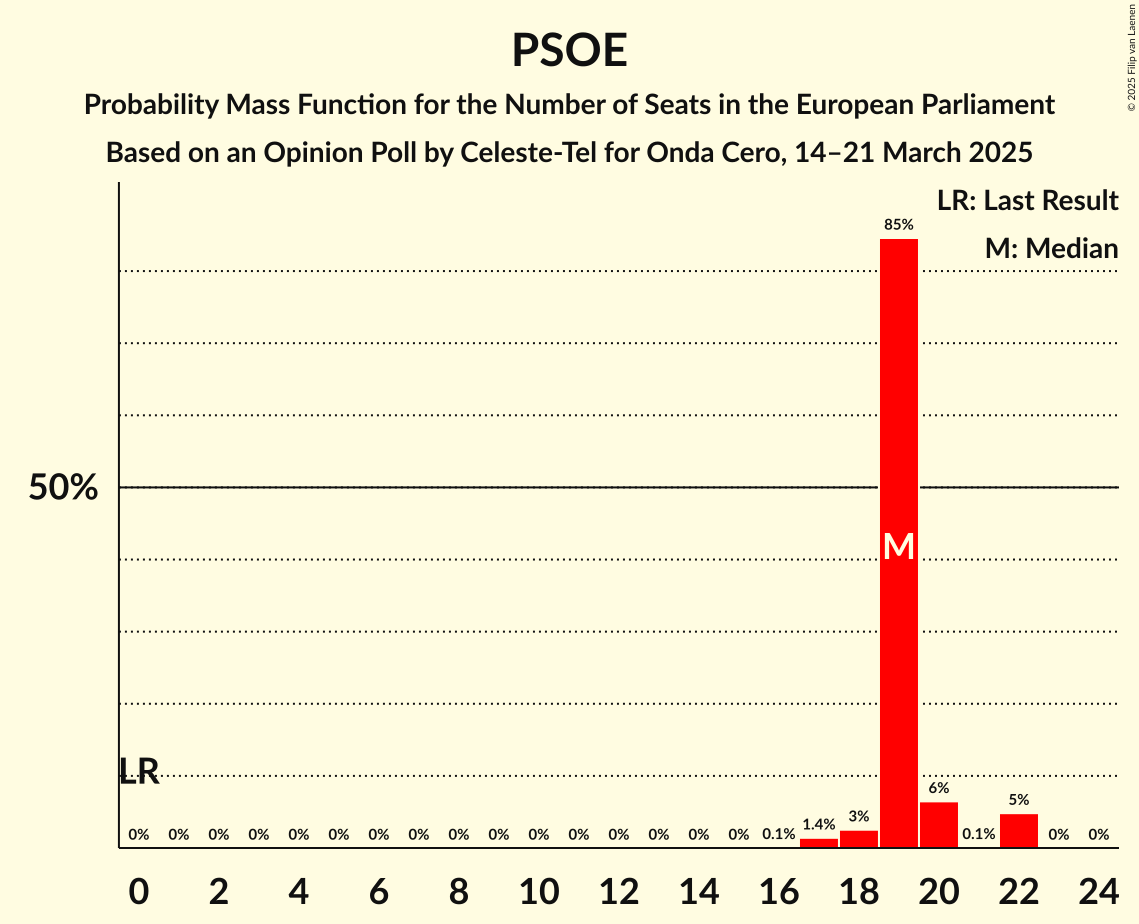 PSOE
Probability Mass Function for the Number of Seats in the European Parliament
Based on an Opinion Poll by Celeste-Tel for Onda Cero, 14–21 March 2025
© 2025 Filip van Laenen
LR: Last Result
M: Median
85%
50%
M
LR
0% 0% 0% 0% 0% 0% 0% 0% 0% 0% 0% 0% 0% 0% 0% 0% 0.1% 1.4% 3% 6% 0.1% 5% 0% 0%
0 2 4 6 8 10 12 14 16 18 20 22 24